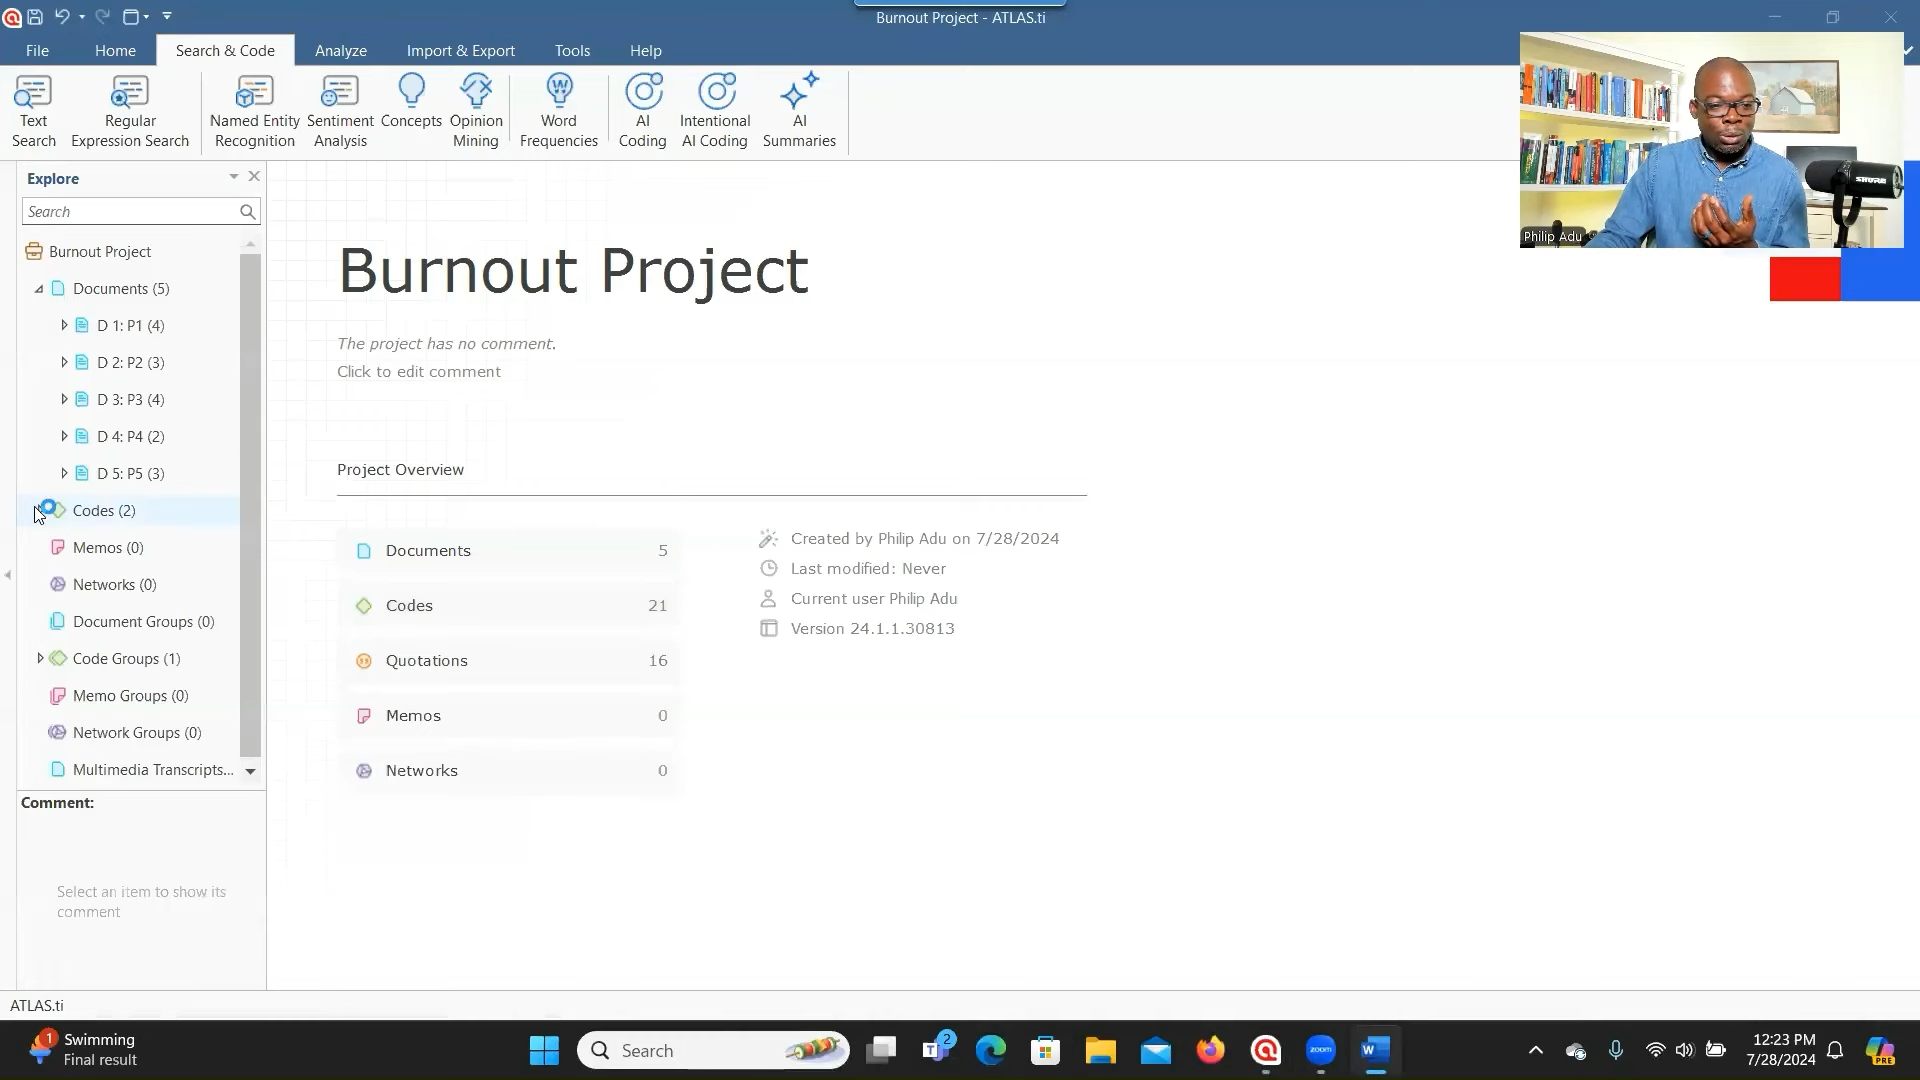 Burnout Project - ATLAS.ti
File
Home
Search & Code
Analyze
Import & Export
Tools
Help
Text
Search
Regular
Expression Search
Named Entity
Recognition
Sentiment
Analysis
Concepts
Opinion
Mining
Word
Frequencies
AI
Coding
Intentional
AI Coding
AI
Summaries
SHURE
Philip Adu
Explore
Search
Burnout Project
Documents (5)
D 1: P1 (4)
D 2: P2 (3)
D 3: P3 (4)
D 4: P4 (2)
D 5: P5 (3)
Codes (2)
Memos (0)
Networks (0)
Document Groups (0)
Code Groups (1)
Memo Groups (0)
Network Groups (0)
Multimedia Transcripts...
Comment:
Select an item to show its
comment
Burnout Project
The project has no comment.
Click to edit comment
Project Overview
Documents 5
Codes 21
Quotations 16
Memos 0
Networks 0
Created by Philip Adu on 7/28/2024
Last modified: Never
Current user Philip Adu
Version 24.1.1.30813
ATLAS.ti
1
Swimming
Final result
Search
2
zoom
12:23 PM
7/28/2024
PRE